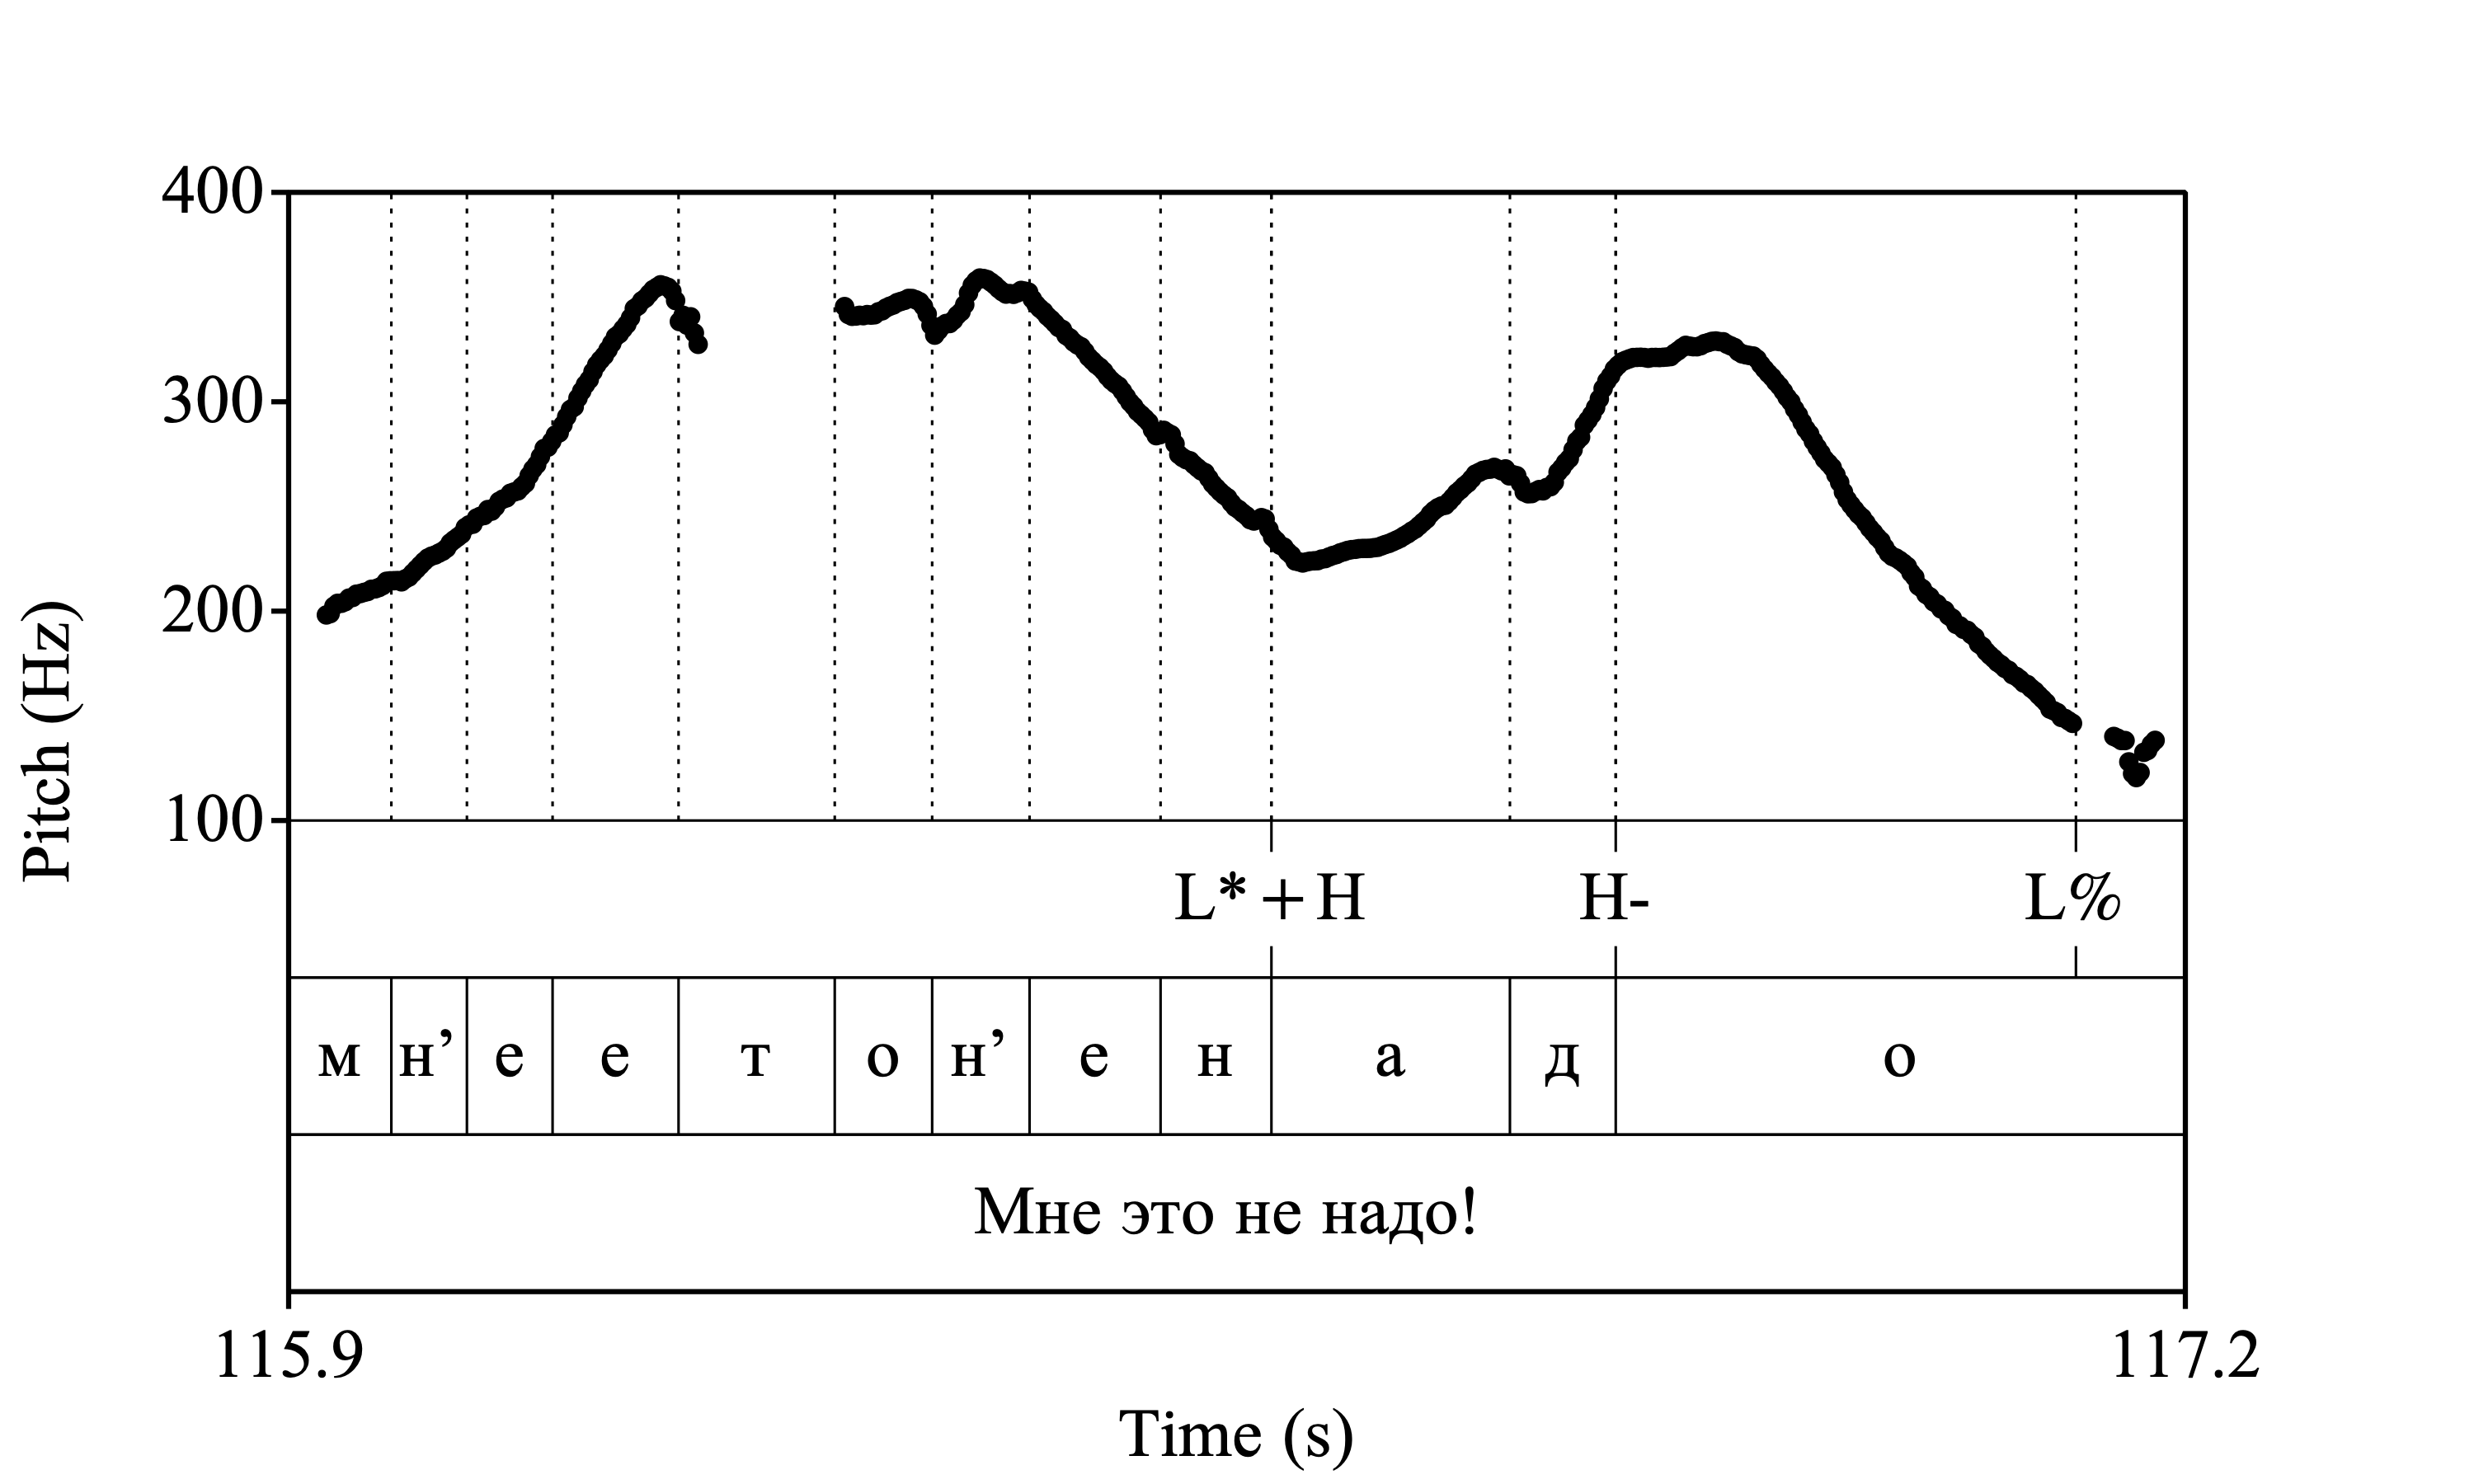 400
300
200
100
Pitch (Hz)
L*+H H- L%
м н’ е е т о н’ е н а д о
Мне это не надо!
115.9 117.2
Time (s)